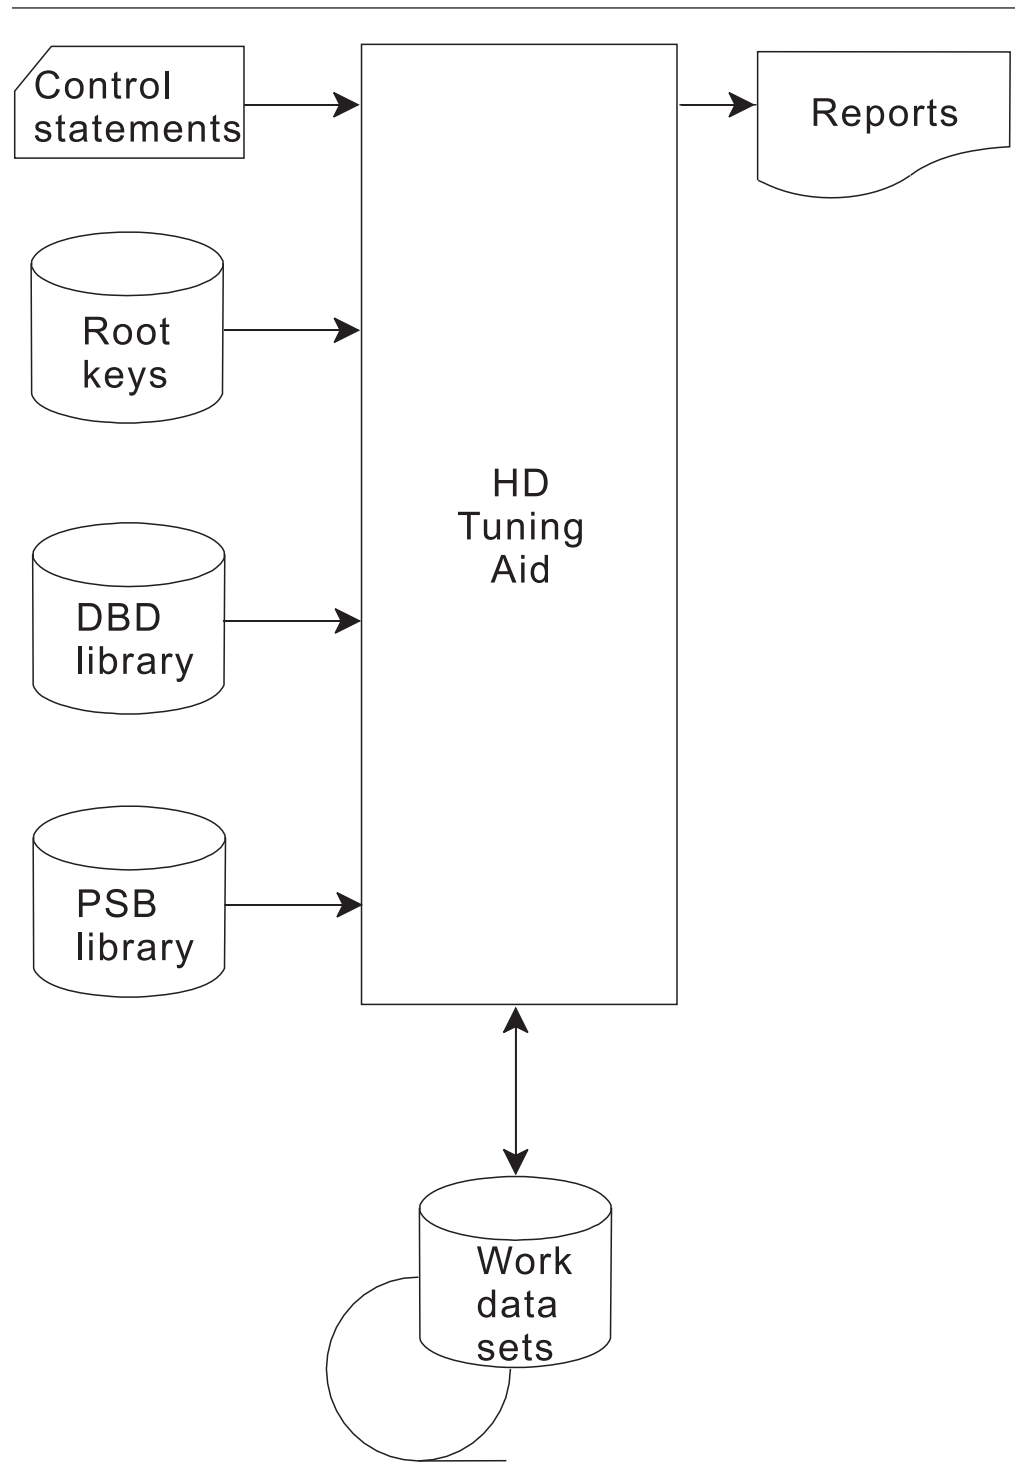 Control
statements
Reports
Root
keys
HD
Tuning
Aid
DBD
library
PSB
library
Work
data
sets